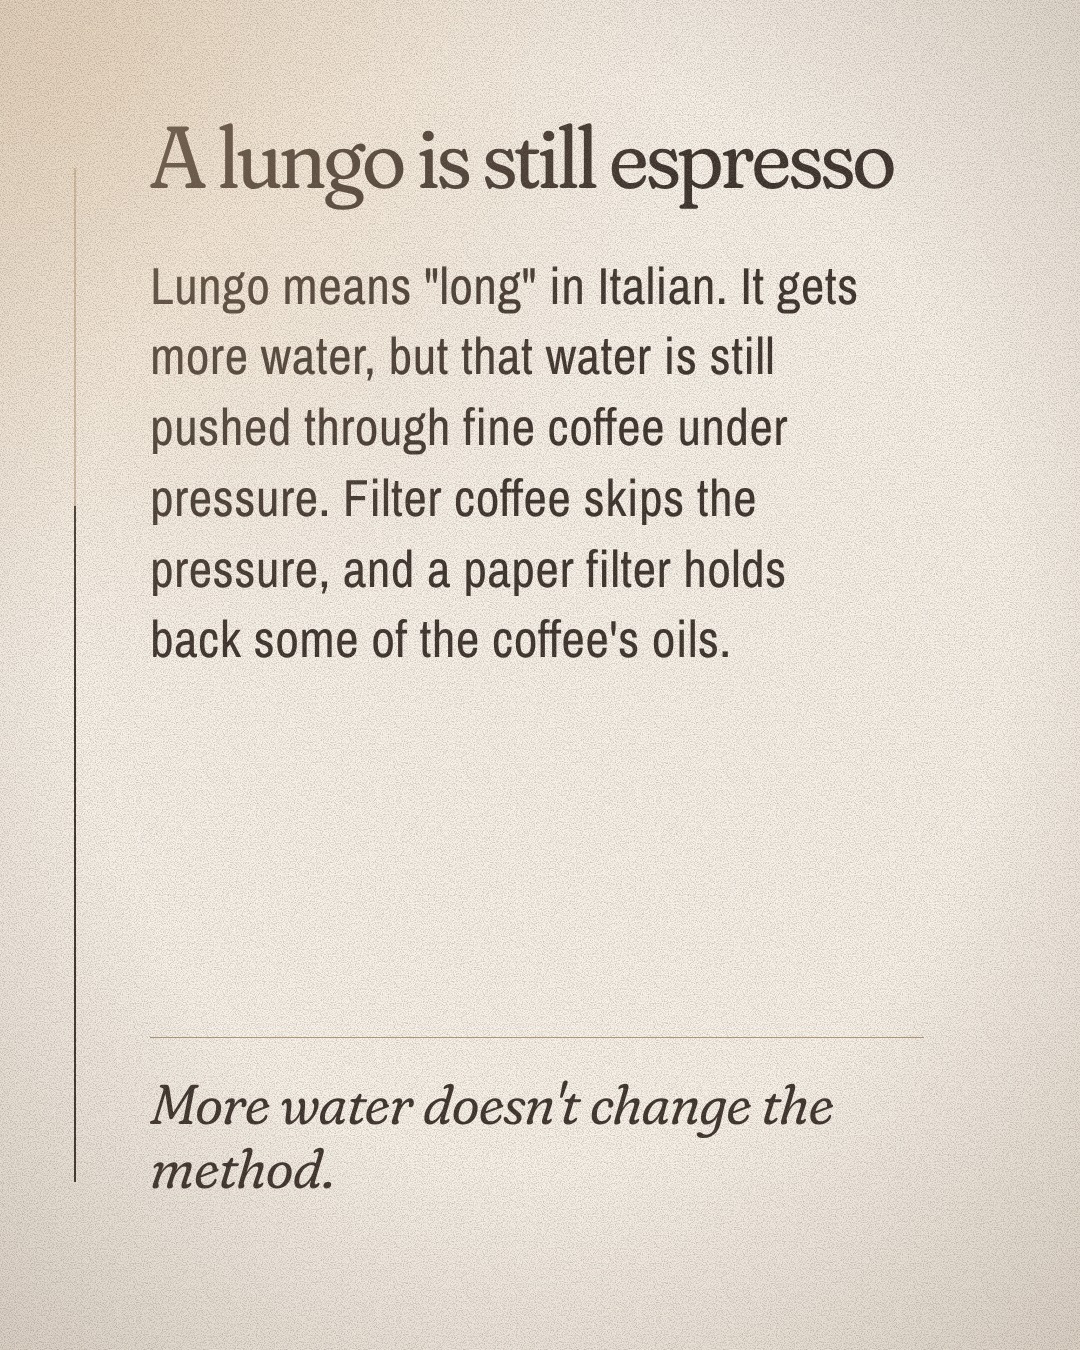 A lungo is still espresso
Lungo means "long" in Italian. It gets
more water, but that water is still
pushed through fine coffee under
pressure. Filter coffee skips the
pressure, and a paper filter holds
back some of the coffee's oils.
More water doesn't change the
method.